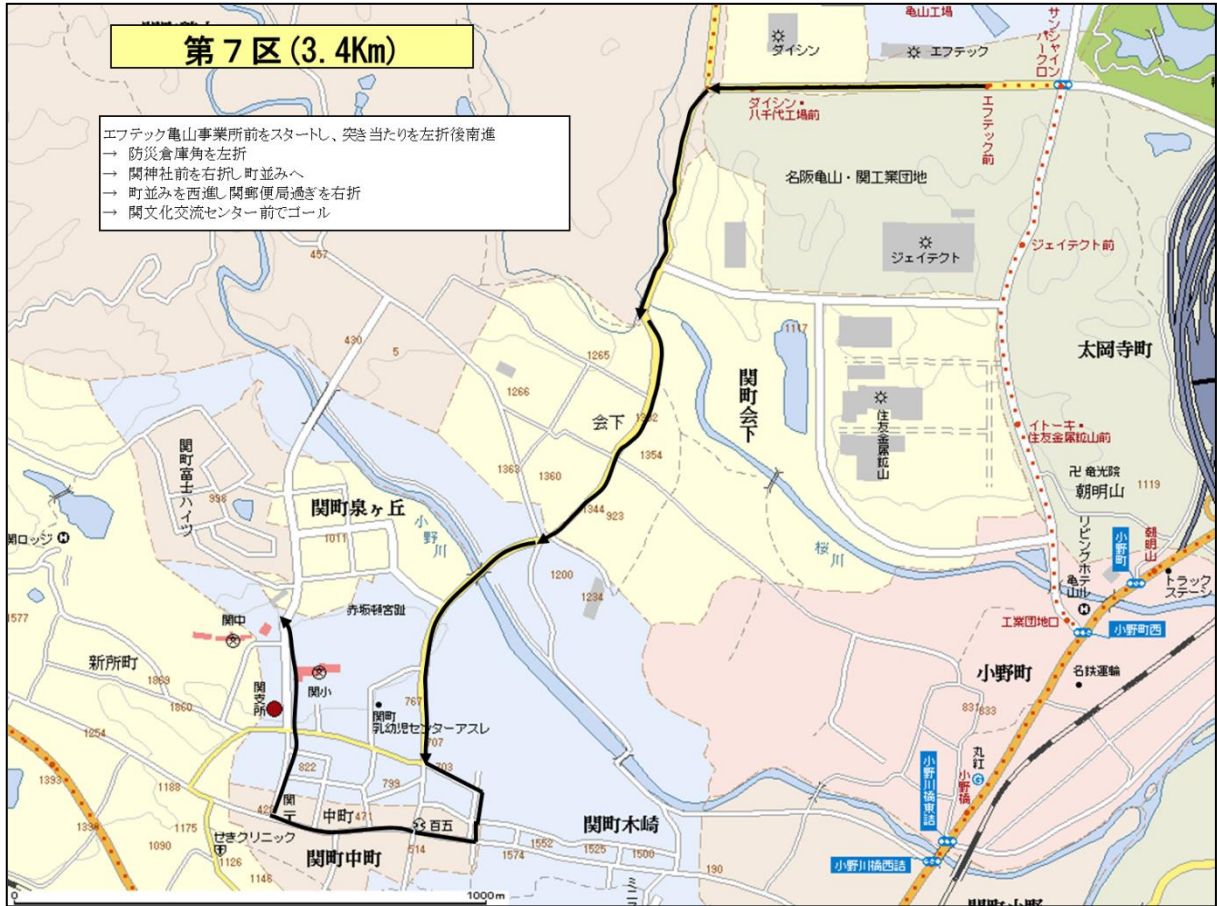 第7区(3.4Km)
エフテック亀山事業所前をスタートし、突き当たりを左折後南進
→ 防災倉庫角を左折
→ 関神社前を右折し町並みへ
→ 町並みを西進し関郵便局過ぎを右折
→ 関文化交流センター前でゴール
亀山工場
ダイシン
エフテック
サンシャインパークロ
ダイシン・八千代工場前
エフテック前
名阪亀山・関工業団地
ジェイテクト
ジェイテクト前
457
430
5
1265
1266
1117
太岡寺町
関町会下
住友金属鉱山
会下
1354
1363
1360
1344
923
イトーキ・住友金属鉱山前
卍 竜光院
朝明山
1119
関町富士ハイツ
998
関町泉ヶ丘
小野川
1011
桜川
リビングホテル亀山
小野町
朝明山
関ロッジ
1200
1234
トラックステーション
1577
赤坂頓宮趾
関中
工業団地口
小野町西
新所町
1869
1860
関支所
関小
767
関町乳幼児センターアスレ
小野町
名鉄運輸
831
833
1254
707
703
丸紅
1393
822
799
小野川橋東詰
小野橋
1188
428
関〒
中町
471
百五
関町木崎
1175
せきクリニック
514
1552
1525
1500
1574
関町中町
1090
1126
1146
190
小野川橋西詰
関町小野
0
1000m